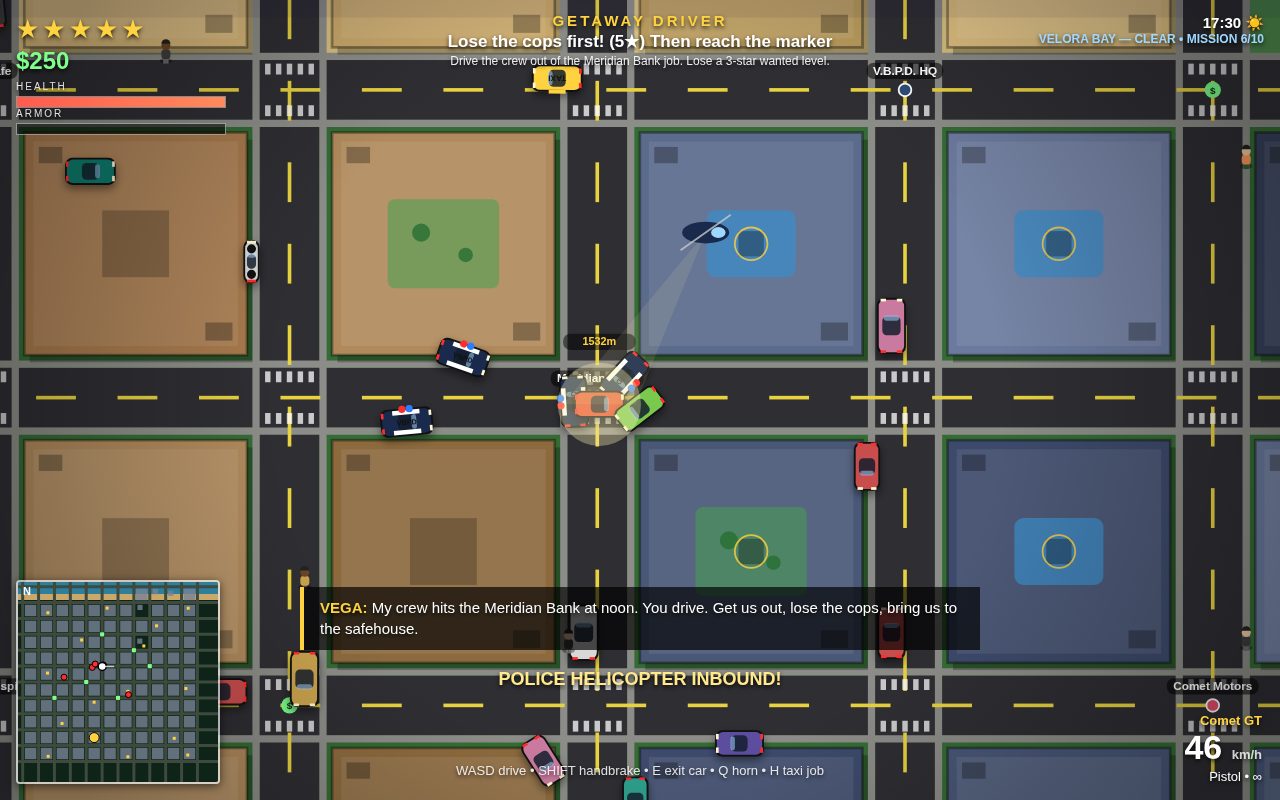 ★★★★★
$250
HEALTH
ARMOR
GETAWAY DRIVER
Lose the cops first! (5★) Then reach the marker
Drive the crew out of the Meridian Bank job. Lose a 3-star wanted level.
17:30 ☀️
VELORA BAY — CLEAR • MISSION 6/10
TAXI
V.B.P.D. HQ
$
1532m
N
VEGA: My crew hits the Meridian Bank at noon. You drive. Get us out, lose the cops, bring us to
the safehouse.
POLICE HELICOPTER INBOUND!
$
Comet Motors
Comet GT
46 km/h
Pistol • ∞
WASD drive • SHIFT handbrake • E exit car • Q horn • H taxi job